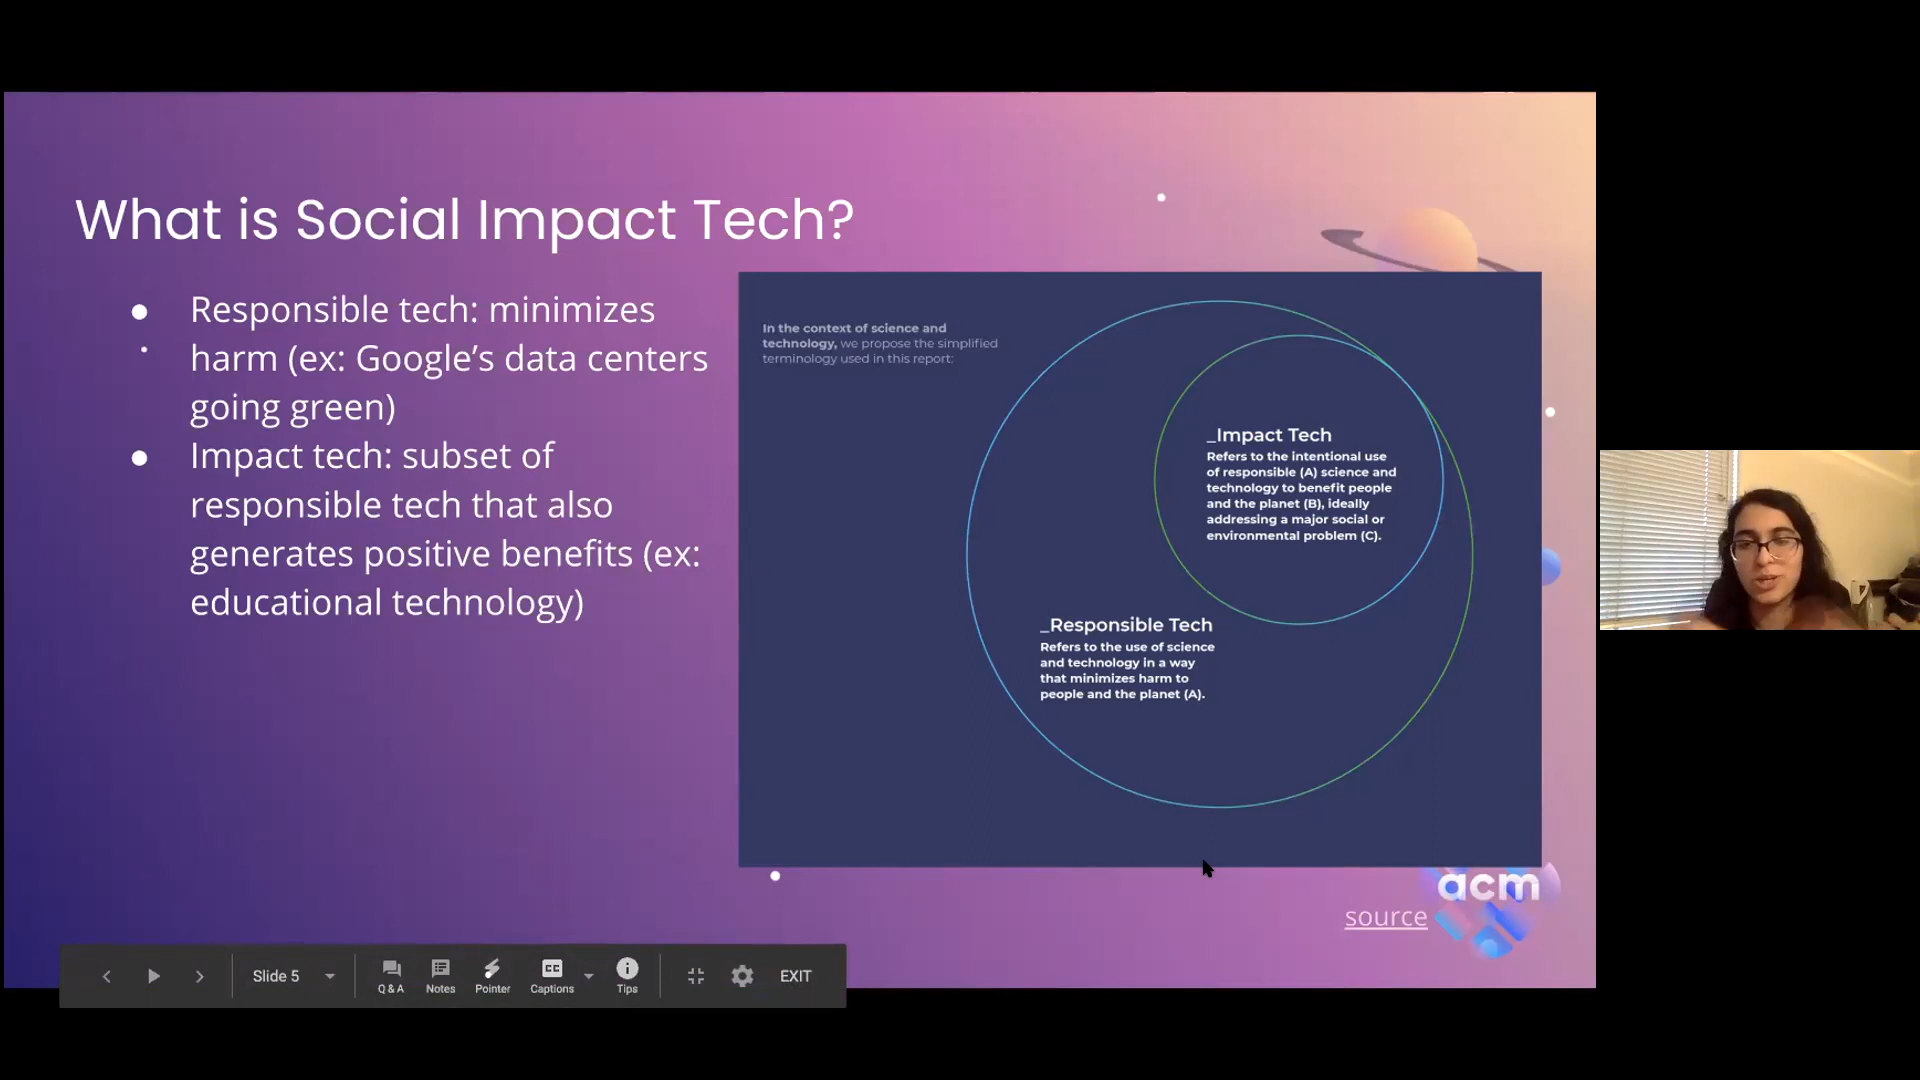 What is Social Impact Tech?
● Responsible tech: minimizes
harm (ex: Google’s data centers
going green)
● Impact tech: subset of
responsible tech that also
generates positive benefits (ex:
educational technology)
In the context of science and
technology, we propose the simplified
terminology used in this report:
_Impact Tech
Refers to the intentional use
of responsible (A) science and
technology to benefit people
and the planet (B), ideally
addressing a major social or
environmental problem (C).
_Responsible Tech
Refers to the use of science
and technology in a way
that minimizes harm to
people and the planet (A).
acm
source
Slide 5
Q & A
Notes
Pointer
CC
Captions
Tips
EXIT